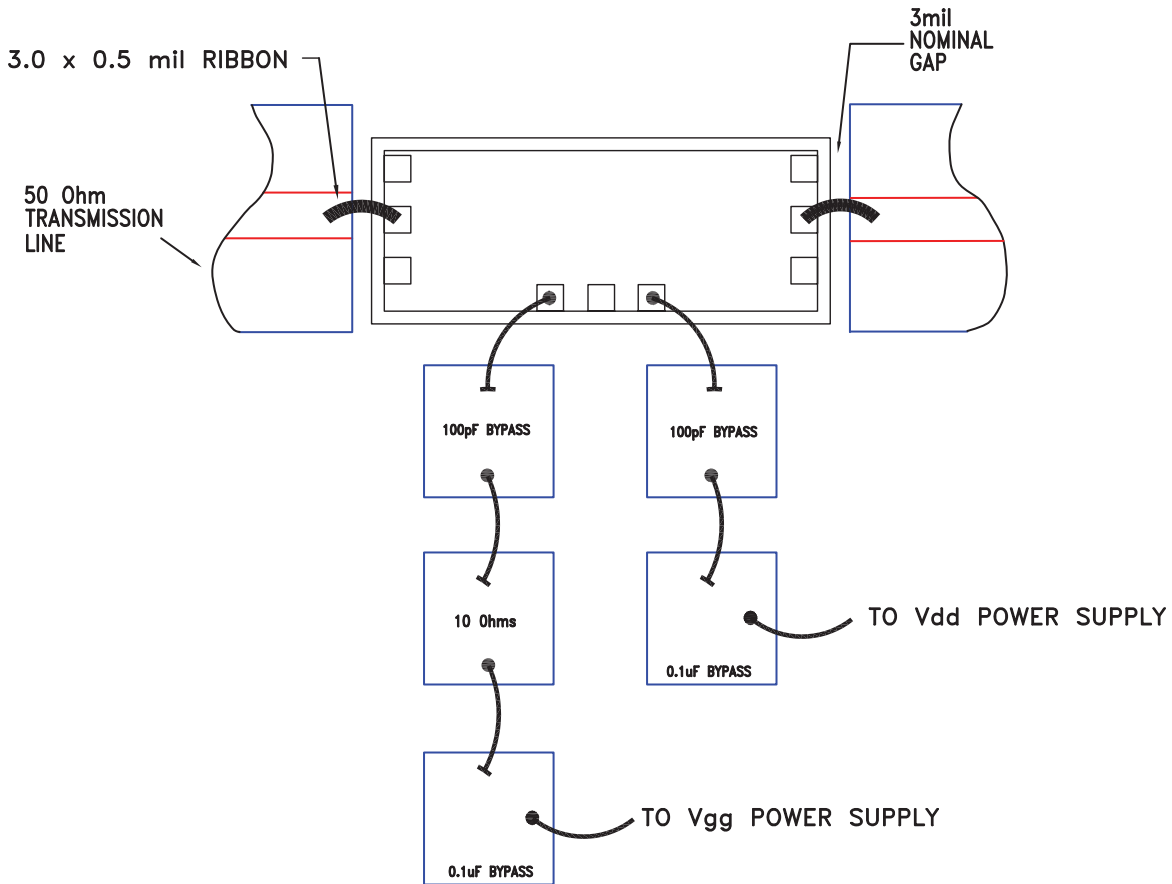 3mil
NOMINAL
GAP
3.0 x 0.5 mil RIBBON
50 Ohm
TRANSMISSION
LINE
100pF BYPASS
100pF BYPASS
10 Ohms
TO Vdd POWER SUPPLY
0.1uF BYPASS
TO Vgg POWER SUPPLY
0.1uF BYPASS